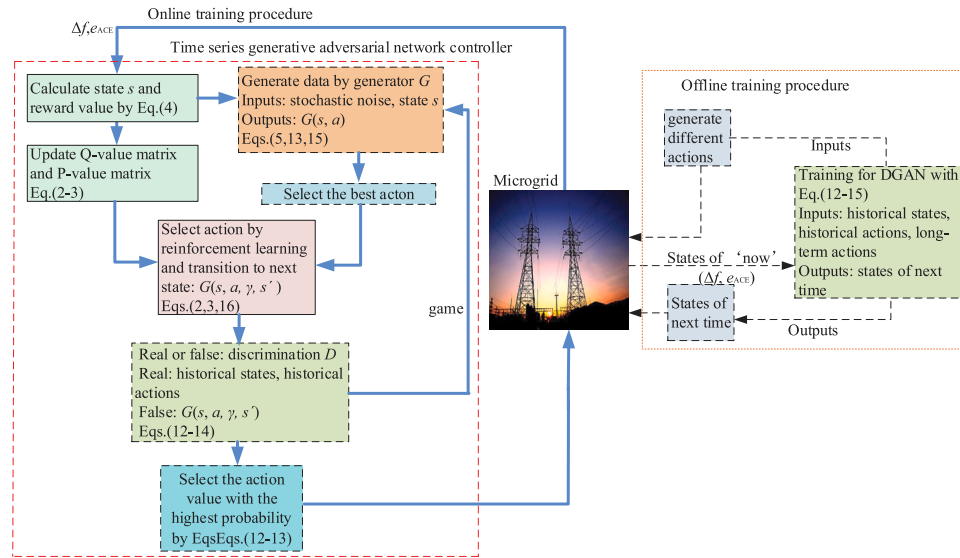 Online training procedure
Δf,eACE
Time series generative adversarial network controller
Calculate state s and
reward value by Eq.(4)
Generate data by generator G
Inputs: stochastic noise, state s
Outputs: G(s, a)
Eqs.(5,13,15)
Update Q-value matrix
and P-value matrix
Eq.(2-3)
Select the best acton
Select action by
reinforcement learning
and transition to next
state: G(s, a, γ, s′ )
Eqs.(2,3,16)
game
Real or false: discrimination D
Real: historical states, historical
actions
False: G(s, a, γ, s′)
Eqs.(12-14)
Select the action
value with the
highest probability
by EqsEqs.(12-13)
Microgrid
Offline training procedure
generate
different
actions
Inputs
Training for DGAN with
Eq.(12-15)
Inputs: historical states,
historical actions, long-
term actions
Outputs: states of next
time
States of ‘now’
(Δf, eACE)
States of
next time
Outputs